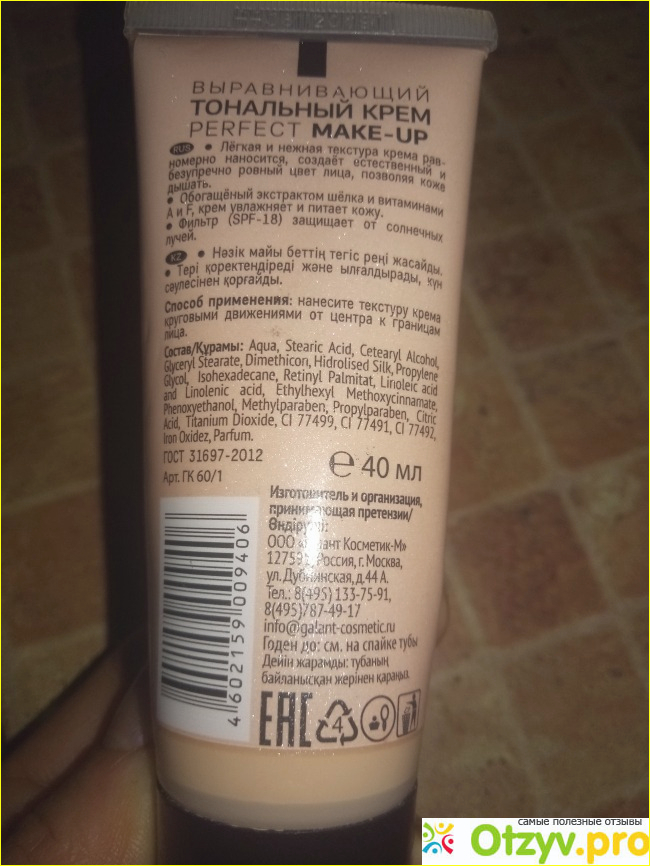 ВЫРАВНИВАЮЩИЙ
ТОНАЛЬНЫЙ КРЕМ
PERFECT MAKE-UP
RUS • Лёгкая и нежная текстура крема рав-
номерно наносится, создаёт естественный и
безупречно ровный цвет лица, позволяя коже
дышать.
• Обогащёный экстрактом шёлка и витаминами
А и F, крем увлажняет и питает кожу.
• Фильтр (SPF-18) защищает от солнечных
лучей.
KZ • Нәзік майы беттің тегіс реңі жасайды.
• Тері қоректендіреді және ылғалдырады, күн
сәулесінен қорғайды.
Способ применения: нанесите текстуру крема
круговыми движениями от центра к границам
лица.
Состав/Құрамы: Aqua, Stearic Acid, Cetearyl Alcohol,
Glyceryl Stearate, Dimethicon, Hidrolised Silk, Propylene
Glycol, Isohexadecane, Retinyl Palmitat, Linoleic acid
and Linolenic acid, Ethylhexyl Methoxycinnamate,
Phenoxyethanol, Methylparaben, Propylparaben, Citric
Acid, Titanium Dioxide, CI 77499, CI 77491, CI 77492,
Iron Oxidez, Parfum.
ГОСТ 31697-2012
Арт. ГК 60/1
℮ 40 мл
Изготовитель и организация,
принимающая претензии/
Өндіруші:
ООО «Галант Косметик-М»
Россия, г. Москва,
ул. Дубнинская, д.44 А.
Тел.: 8(495) 133-75-91,
8(495)787-49-17
info@galant-cosmetic.ru
Годен до: см. на спайке тубы
Дейін жарамды: тубаның
байланысқан жерінен қараңыз.
4 602159 009406
EAC
4
самые полезные отзывы
Otzyv.pro